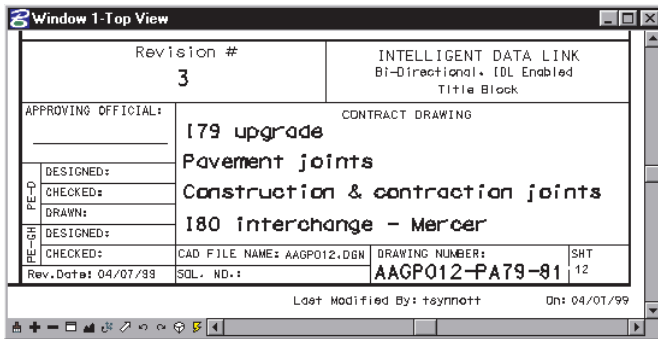 Window 1-Top View
Revision #
3
INTELLIGENT DATA LINK
Bi-Directional, IDL Enabled
Title Block
APPROVING OFFICIAL:
CONTRACT DRAWING
I79 upgrade
Pavement joints
Construction & contraction joints
I80 interchange - Mercer
PE-D
DESIGNED:
CHECKED:
DRAWN:
PE-GH
DESIGNED:
CHECKED:
CAD FILE NAME: AAGPO12.DGN
DRAWING NUMBER:
SHT
Rev.Date: 04/07/99
SOL. NO.:
AAGPO12-PA79-81
12
Last Modified By: tsynnott
On: 04/07/99